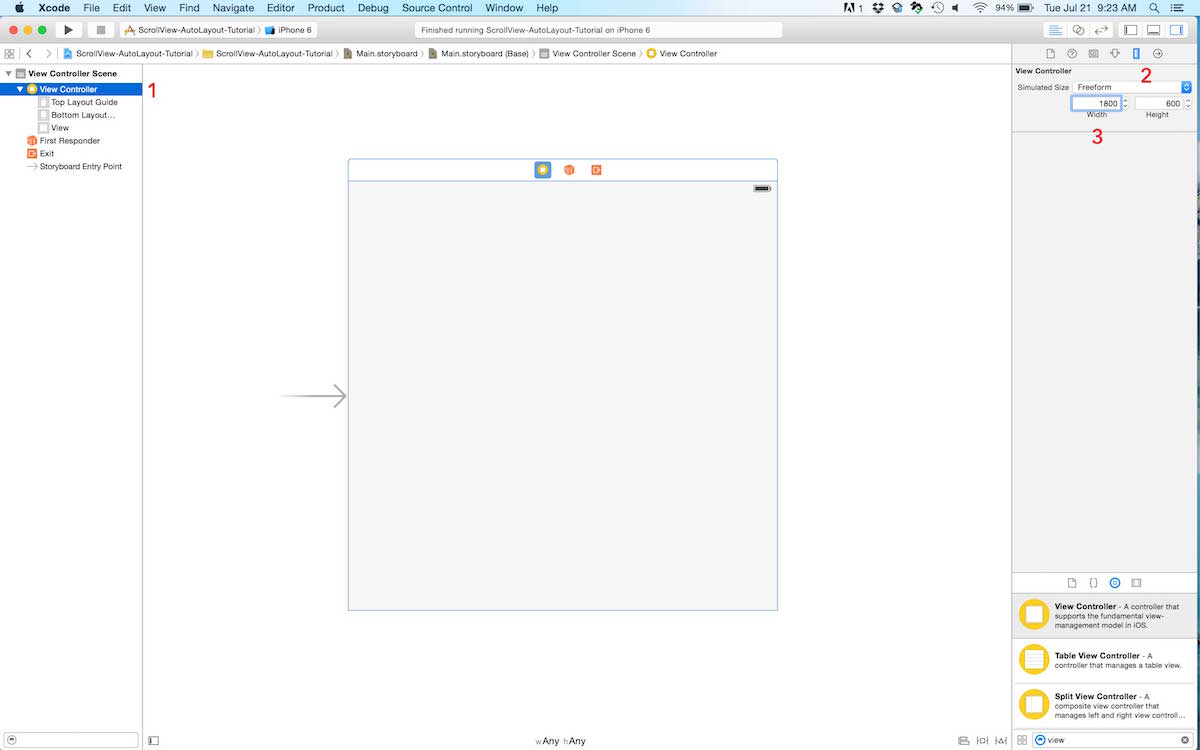 Xcode File Edit View Find Navigate Editor Product Debug Source Control Window Help 1 94% Tue Jul 21 9:23 AM
ScrollView-AutoLayout-Tutorial iPhone 6 Finished running ScrollView-AutoLayout-Tutorial on iPhone 6
ScrollView-AutoLayout-Tutorial ScrollView-AutoLayout-Tutorial Main.storyboard Main.storyboard (Base) View Controller Scene View Controller
View Controller Scene
View Controller
Top Layout Guide
Bottom Layout...
View
First Responder
Exit
Storyboard Entry Point
1
View Controller
2
Simulated Size Freeform
1800 600
Width Height
3
View Controller - A controller that
supports the fundamental view-
management model in iOS.
Table View Controller - A
controller that manages a table view.
Split View Controller - A
composite view controller that
manages left and right view controll...
wAny hAny
view